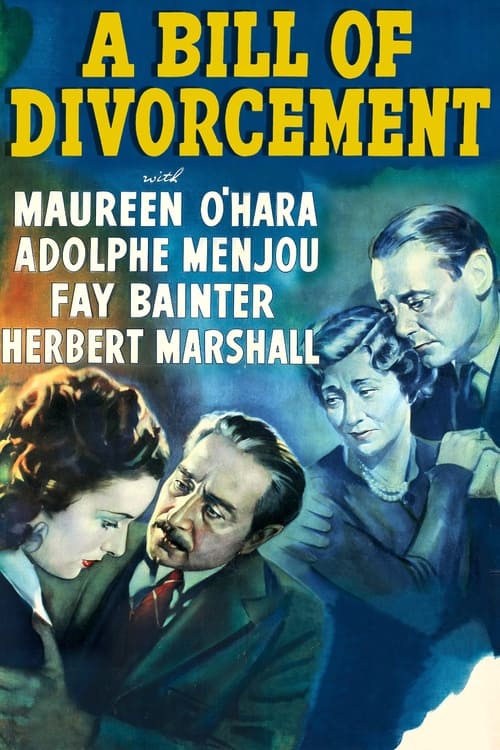 A BILL OF
DIVORCEMENT
with
MAUREEN O'HARA
ADOLPHE MENJOU
FAY BAINTER
HERBERT MARSHALL